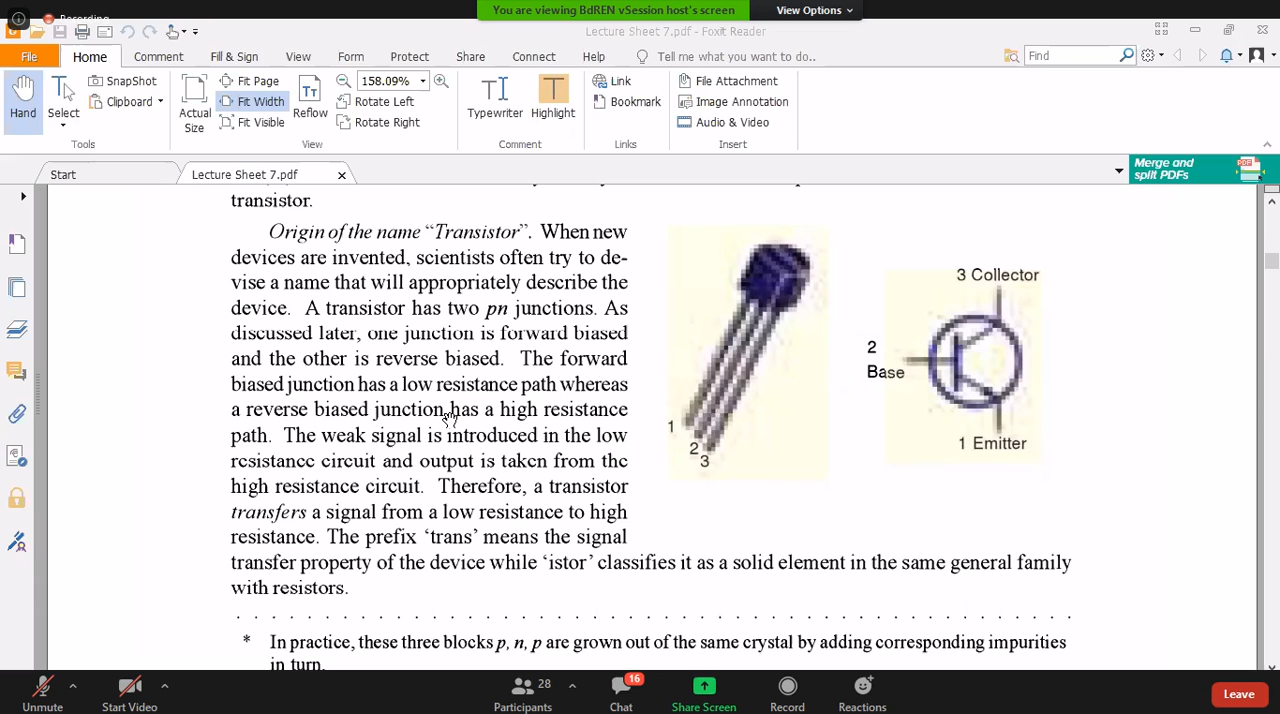 Recording
You are viewing BdREN vSession host's screen
View Options
Lecture Sheet 7.pdf - Foxit Reader
File Home Comment Fill & Sign View Form Protect Share Connect Help Tell me what you want to do.. Find
Hand
Select
SnapShot
Clipboard
Tools
Actual Size
Fit Page
Fit Width
Fit Visible
Reflow
158.09%
Rotate Left
Rotate Right
View
Typewriter
Highlight
Comment
Link
Bookmark
Links
File Attachment
Image Annotation
Audio & Video
Insert
Start
Lecture Sheet 7.pdf
Merge and
split PDFs
transistor.
Origin of the name “Transistor”. When new
devices are invented, scientists often try to de-
vise a name that will appropriately describe the
device. A transistor has two pn junctions. As
discussed later, one junction is forward biased
and the other is reverse biased. The forward
biased junction has a low resistance path whereas
a reverse biased junction has a high resistance
path. The weak signal is introduced in the low
resistance circuit and output is taken from the
high resistance circuit. Therefore, a transistor
transfers a signal from a low resistance to high
resistance. The prefix ‘trans’ means the signal
transfer property of the device while ‘istor’ classifies it as a solid element in the same general family
with resistors.
1
2
3
3 Collector
2
Base
1 Emitter
* In practice, these three blocks p, n, p are grown out of the same crystal by adding corresponding impurities
in turn.
Unmute
Start Video
28
Participants
16
Chat
Share Screen
Record
Reactions
Leave